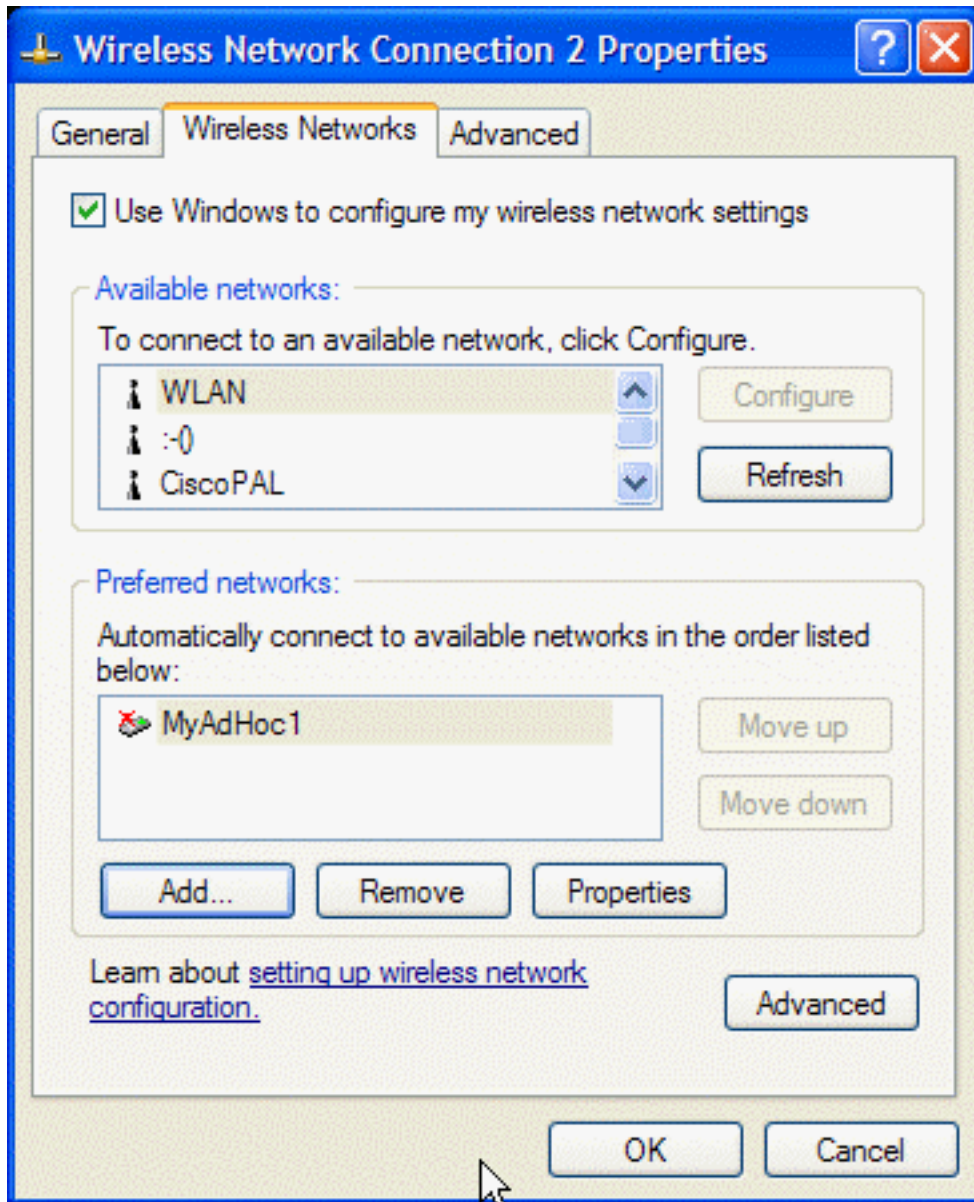 Wireless Network Connection 2 Properties
General Wireless Networks Advanced
Use Windows to configure my wireless network settings
Available networks:
To connect to an available network, click Configure.
WLAN
:-()
CiscoPAL
Configure
Refresh
Preferred networks:
Automatically connect to available networks in the order listed
below:
MyAdHoc1
Move up
Move down
Add...
Remove
Properties
Learn about setting up wireless network
configuration.
Advanced
OK
Cancel